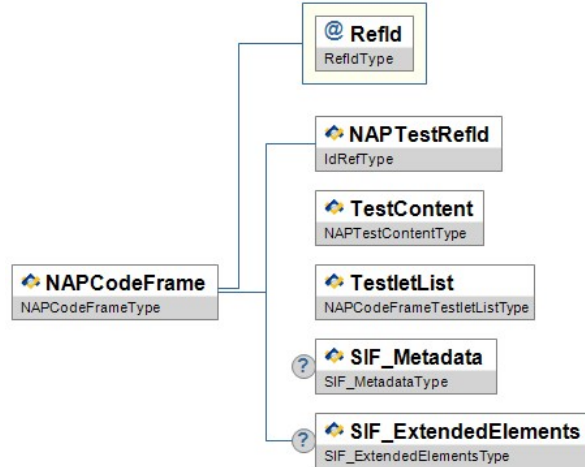 @ RefId
RefIdType
NAPTestRefId
IdRefType
TestContent
NAPTestContentType
NAPCodeFrame
NAPCodeFrameType
TestletList
NAPCodeFrameTestletListType
? SIF_Metadata
SIF_MetadataType
? SIF_ExtendedElements
SIF_ExtendedElementsType